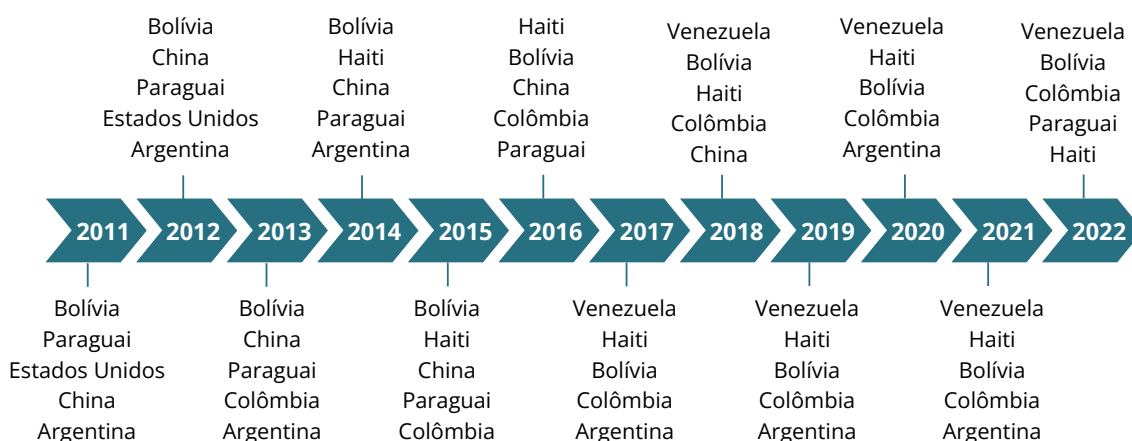 Bolívia
China
Paraguai
Estados Unidos
Argentina
Bolívia
Haiti
China
Paraguai
Argentina
Haiti
Bolívia
China
Colômbia
Paraguai
Venezuela
Bolívia
Haiti
Colômbia
China
Venezuela
Haiti
Bolívia
Colômbia
Argentina
Venezuela
Bolívia
Colômbia
Paraguai
Haiti
2011
2012
2013
2014
2015
2016
2017
2018
2019
2020
2021
2022
Bolívia
Paraguai
Estados Unidos
China
Argentina
Bolívia
China
Paraguai
Colômbia
Argentina
Bolívia
Haiti
China
Paraguai
Colômbia
Venezuela
Haiti
Bolívia
Colômbia
Argentina
Venezuela
Haiti
Bolívia
Colômbia
Argentina
Venezuela
Haiti
Bolívia
Colômbia
Argentina